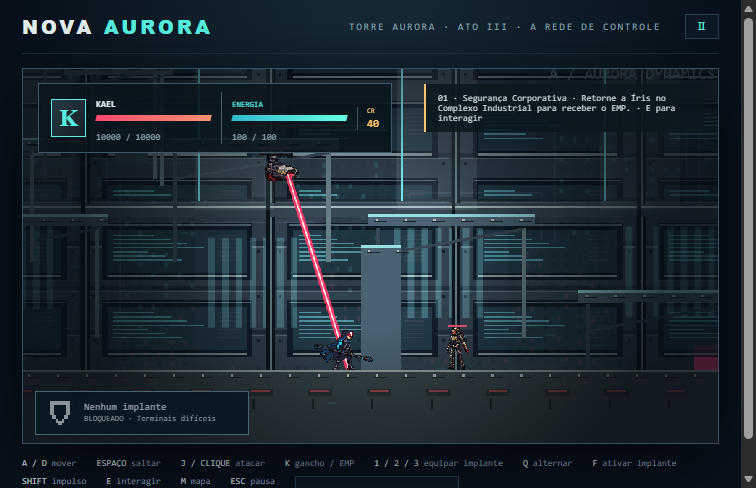 NOVA AURORA
TORRE AURORA · ATO III · A REDE DE CONTROLE
II
A / AURORA DYNAMICS
K
KAEL
10000 / 10000
ENERGIA
100 / 100
CR
40
01 · Segurança Corporativa · Retorne a Íris no
Complexo Industrial para receber o EMP. · E para
interagir
Nenhum implante
BLOQUEADO · Terminais difíceis
A / D mover ESPAÇO saltar J / CLIQUE atacar K gancho / EMP 1 / 2 / 3 equipar implante Q alternar F ativar implante
SHIFT impulso E interagir M mapa ESC pausa